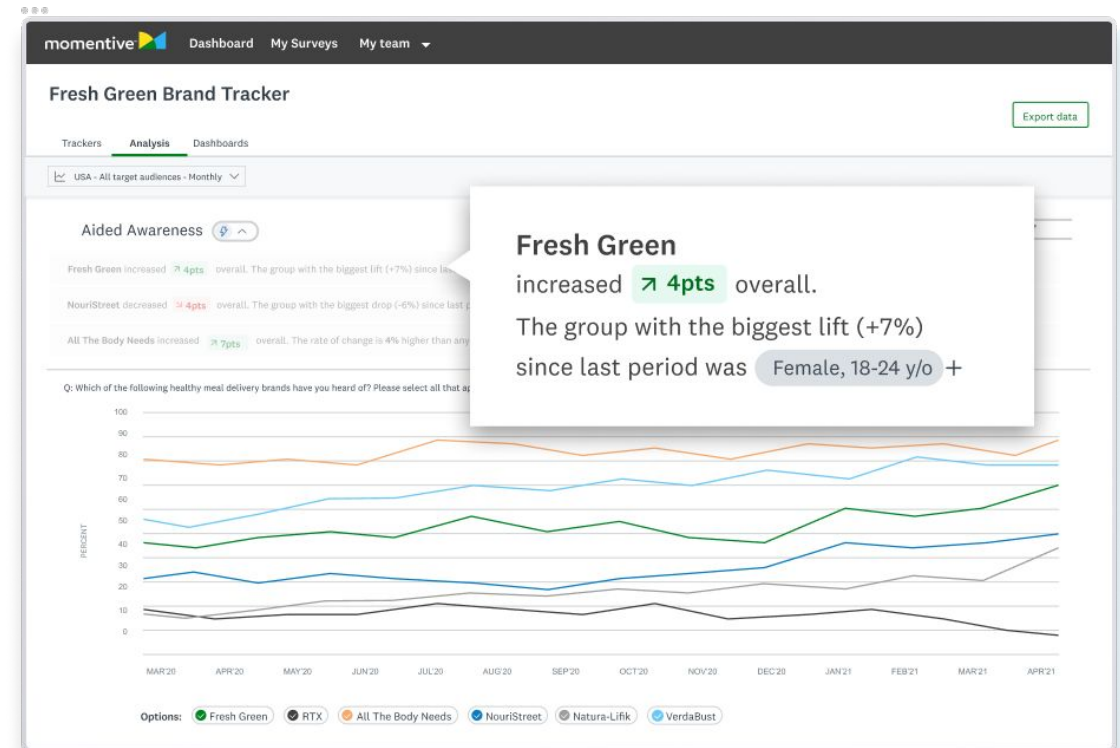 momentive Dashboard My Surveys My team
Fresh Green Brand Tracker
Export data
Trackers Analysis Dashboards
USA - All target audiences - Monthly
Aided Awareness
Fresh Green increased 4pts overall. The group with the biggest lift (+7%) since
NouriStreet decreased 4pts overall. The group with the biggest drop (-6%) since last
All The Body Needs increased 7pts overall. The rate of change is 4% higher than any
Fresh Green
increased 4pts overall.
The group with the biggest lift (+7%)
since last period was Female, 18-24 y/o +
Q: Which of the following healthy meal delivery brands have you heard of? Please select all that
100
90
80
70
60
50
40
30
20
10
0
PERCENT
MAR'20 APR'20 MAY'20 JUN'20 JUL'20 AUG'20 SEP'20 OCT'20 NOV'20 DEC'20 JAN'21 FEB'21 MAR'21 APR'21
Options: Fresh Green RTX All The Body Needs NouriStreet Natura-Lifik VerdaBust